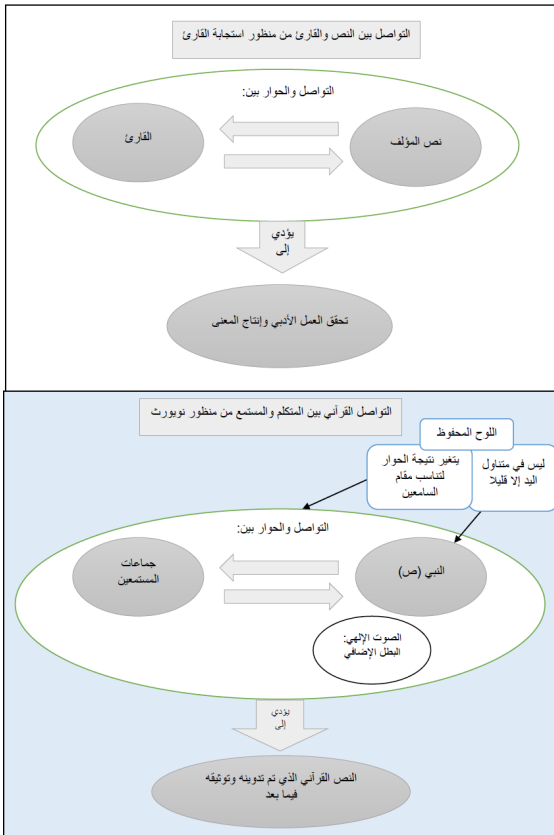 التواصل بين النص والقارئ من منظور استجابة القارئ
التواصل والحوار بين:
نص المؤلف
القارئ
يؤدي
إلى
تحقق العمل الأدبي وإنتاج المعنى
التواصل القرآني بين المتكلم والمستمع من منظور نويورث
اللوح المحفوظ
ليس في متناول
اليد إلا قليلا
يتغير نتيجة الحوار
لتناسب مقام
السامعين
التواصل والحوار بين:
النبي (ص)
جماعات
المستمعين
الصوت الإلهي:
البطل الإضافي
يؤدي
إلى
النص القرآني الذي تم تدوينه وتوثيقه
فيما بعد